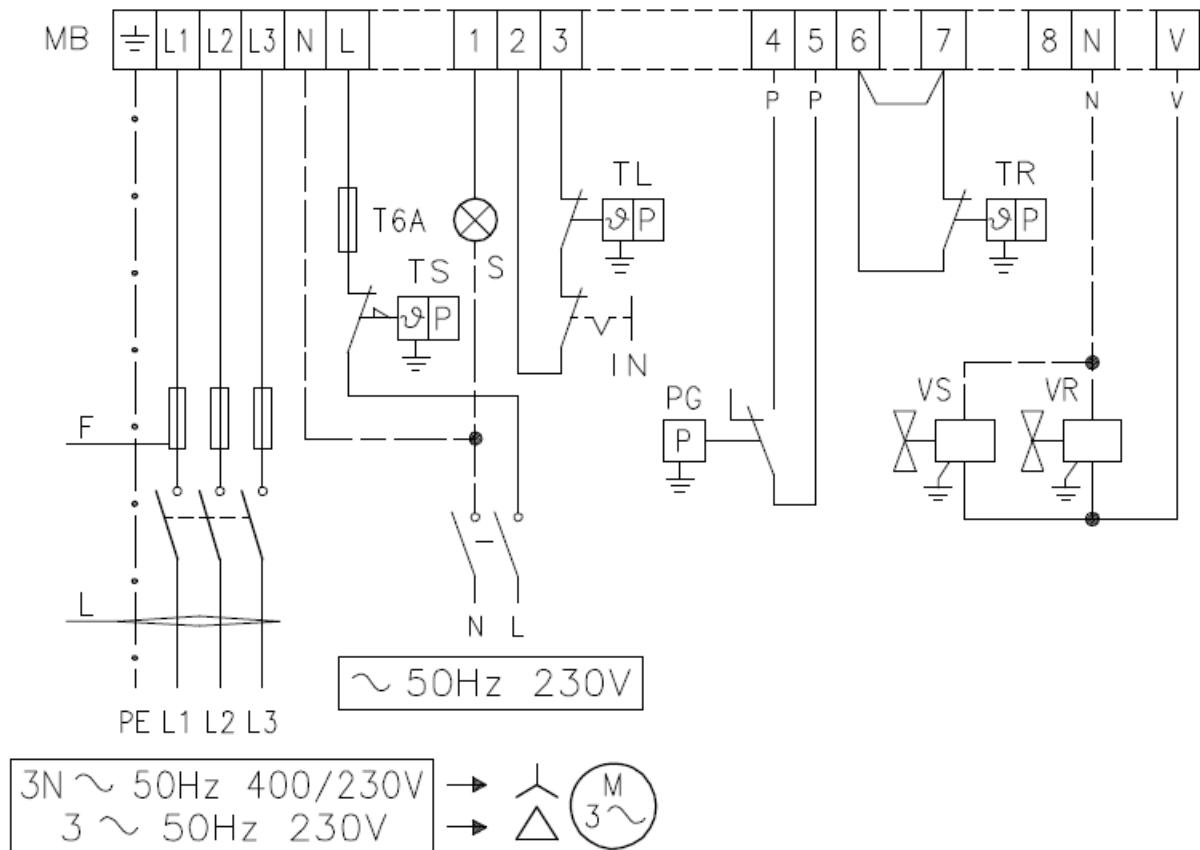 MB L1 L2 L3 N L 1 2 3 4 5 6 7 8 N V
P P N V
TL TR
ϑ P ϑ P
T6A
S
TS
ϑ P
IN
PG VS VR
P
F
L
N L
~ 50Hz 230V
PE L1 L2 L3
3N ~ 50Hz 400/230V
3 ~ 50Hz 230V
M
3~